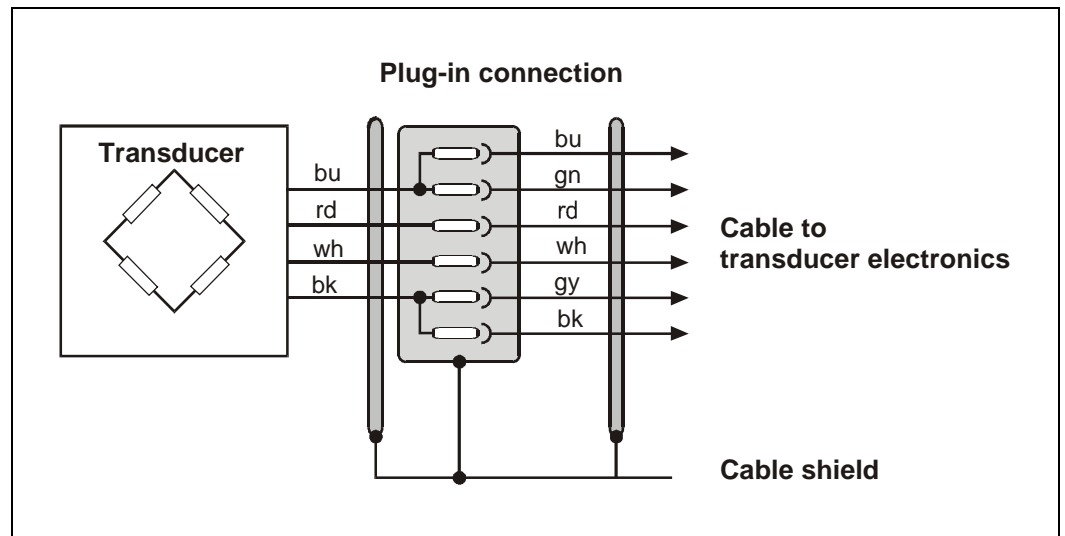 Plug-in connection
Transducer
bu
rd
wh
bk
bu
gn
rd
wh
gy
bk
Cable to
transducer electronics
Cable shield